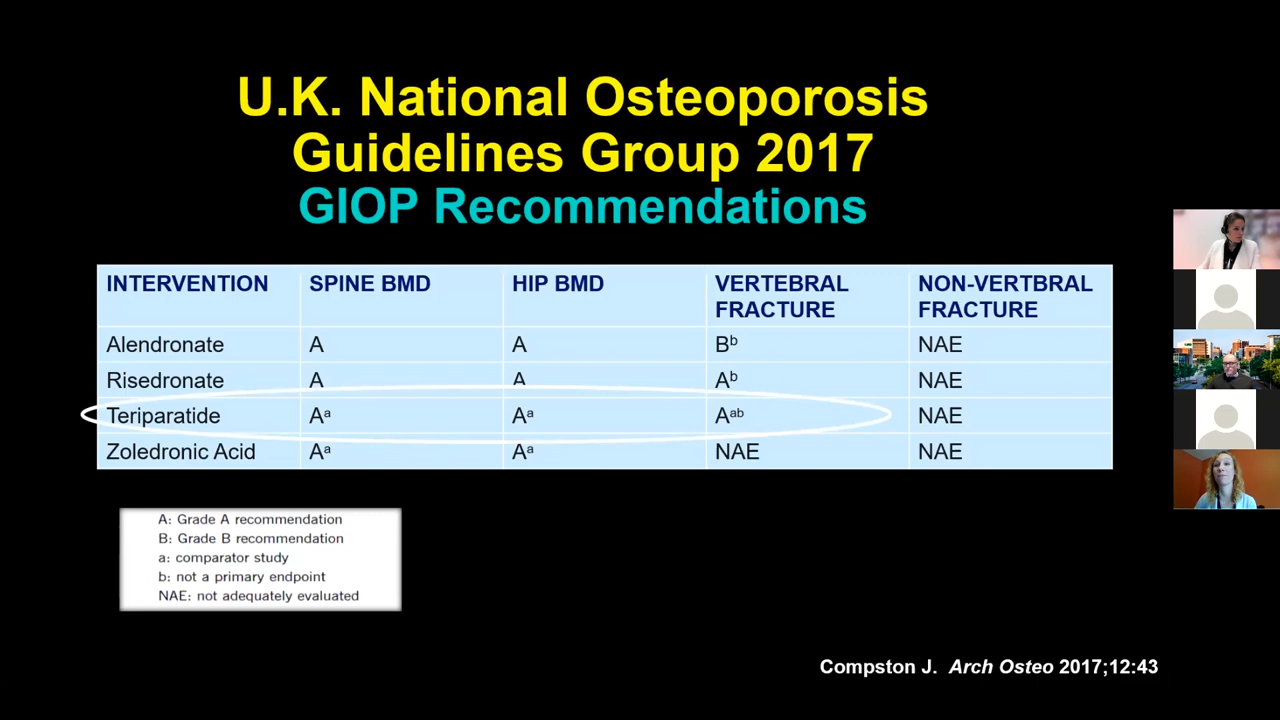 U.K. National Osteoporosis
Guidelines Group 2017
GIOP Recommendations
INTERVENTION SPINE BMD HIP BMD VERTEBRAL FRACTURE NON-VERTBRAL FRACTURE
Alendronate A A Bᵇ NAE
Risedronate A A Aᵇ NAE
Teriparatide Aᵃ Aᵃ Aᵃᵇ NAE
Zoledronic Acid Aᵃ Aᵃ NAE NAE
A: Grade A recommendation
B: Grade B recommendation
a: comparator study
b: not a primary endpoint
NAE: not adequately evaluated
Compston J. Arch Osteo 2017;12:43